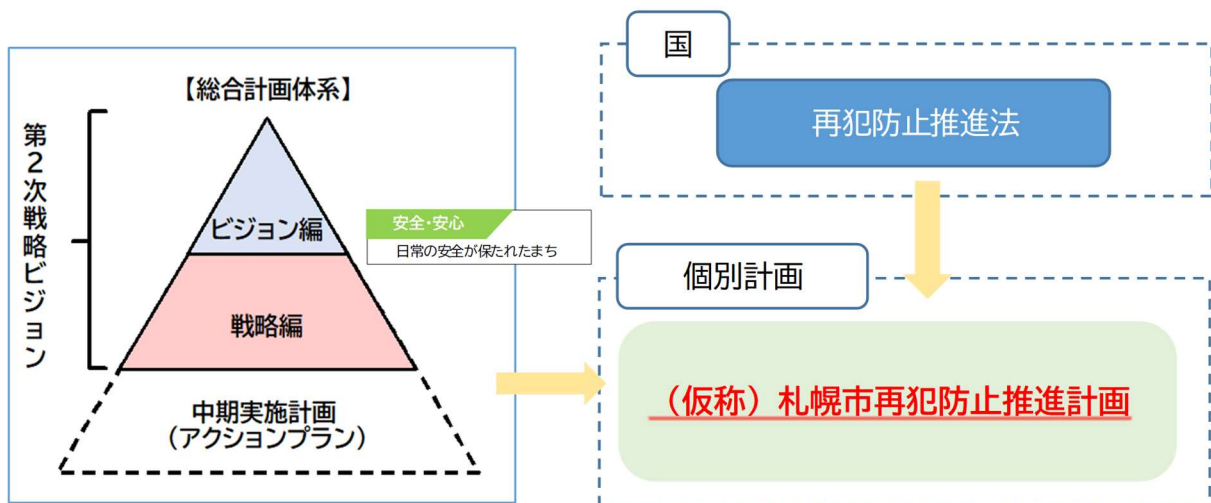 【総合計画体系】
第2次戦略ビジョン
ビジョン編
戦略編
中期実施計画
(アクションプラン)
安全・安心
日常の安全が保たれたまち
国
再犯防止推進法
個別計画
（仮称）札幌市再犯防止推進計画